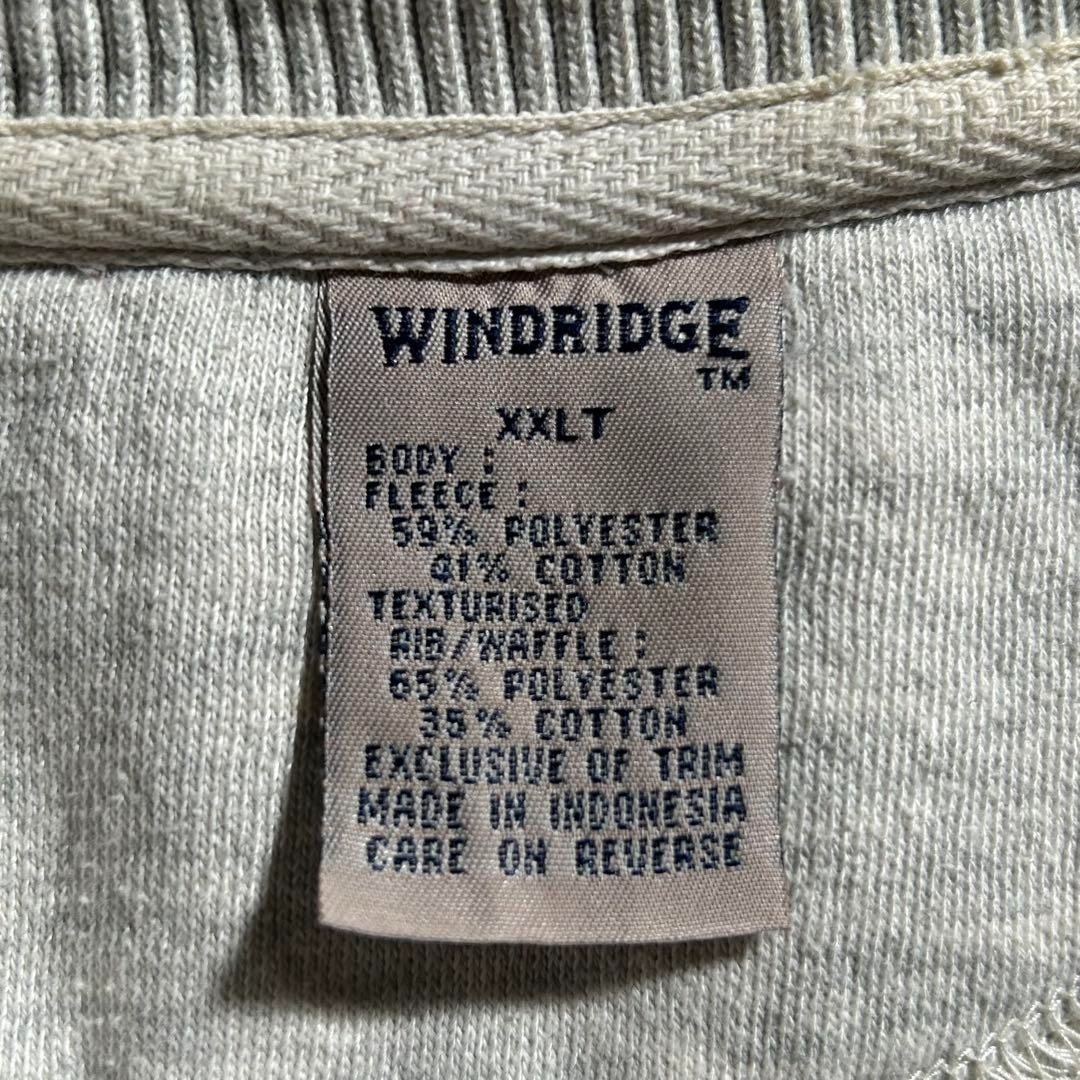 WINDRIDGE
TM
XXLT
BODY :
FLEECE :
59% POLYESTER
41% COTTON
TEXTURISED
RIB/WAFFLE :
65% POLYESTER
35% COTTON
EXCLUSIVE OF TRIM
MADE IN INDONESIA
CARE ON REVERSE